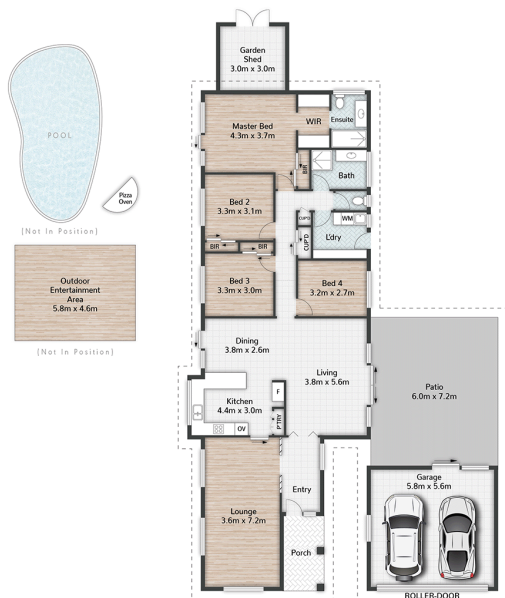 Garden
Shed
3.0m x 3.0m
Master Bed
4.3m x 3.7m
WIR
Ensuite
POOL
BIR
Bath
Pizza
Oven
Bed 2
3.3m x 3.1m
CUP'D
WM
[Not In Position]
CUP'D
L'dry
BIR
BIR
Outdoor
Entertainment
Area
5.8m x 4.6m
Bed 3
3.3m x 3.0m
Bed 4
3.2m x 2.7m
[Not In Position]
Dining
3.8m x 2.6m
Living
3.8m x 5.6m
Patio
6.0m x 7.2m
Kitchen
4.4m x 3.0m
F
P'TRY
OV
Garage
5.8m x 5.6m
Entry
Lounge
3.6m x 7.2m
Porch
ROLLER-DOOR